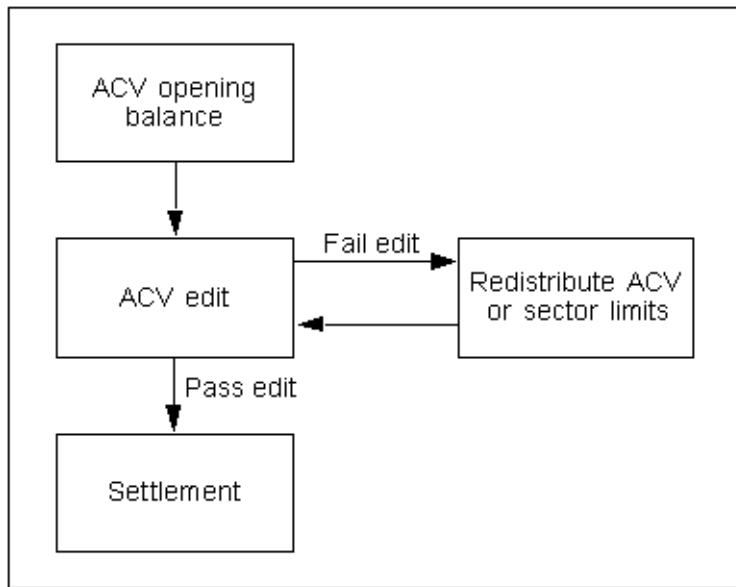 ACV opening
balance
Fail edit
ACV edit
Redistribute ACV
or sector limits
Pass edit
Settlement